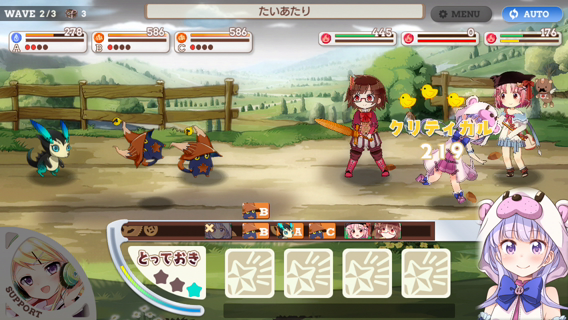 WAVE 2/3
3
たいあたり
MENU
AUTO
278
A
586
B
586
C
445
0
176
クリティカル
219
B
B
A
C
とっておき
SUPPORT